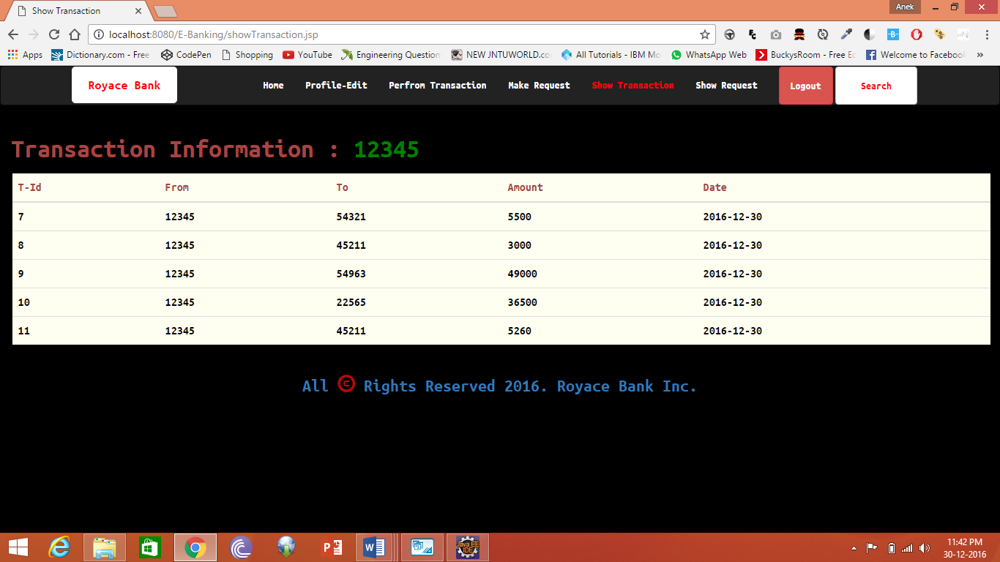 Show Transaction
Anek
localhost:8080/E-Banking/showTransaction.jsp
Apps Dictionary.com - Free CodePen Shopping YouTube Engineering Question NEW JNTUWORLD.co All Tutorials - IBM Mo WhatsApp Web BuckysRoom - Free Ed Welcome to Facebook »
Royace Bank Home Profile-Edit Perfrom Transaction Make Request Show Transaction Show Request Logout Search
Transaction Information : 12345
T-Id From To Amount Date
7 12345 54321 5500 2016-12-30
8 12345 45211 3000 2016-12-30
9 12345 54963 49000 2016-12-30
10 12345 22565 36500 2016-12-30
11 12345 45211 5260 2016-12-30
All © Rights Reserved 2016. Royace Bank Inc.
Java EE
IDE
11:42 PM
30-12-2016